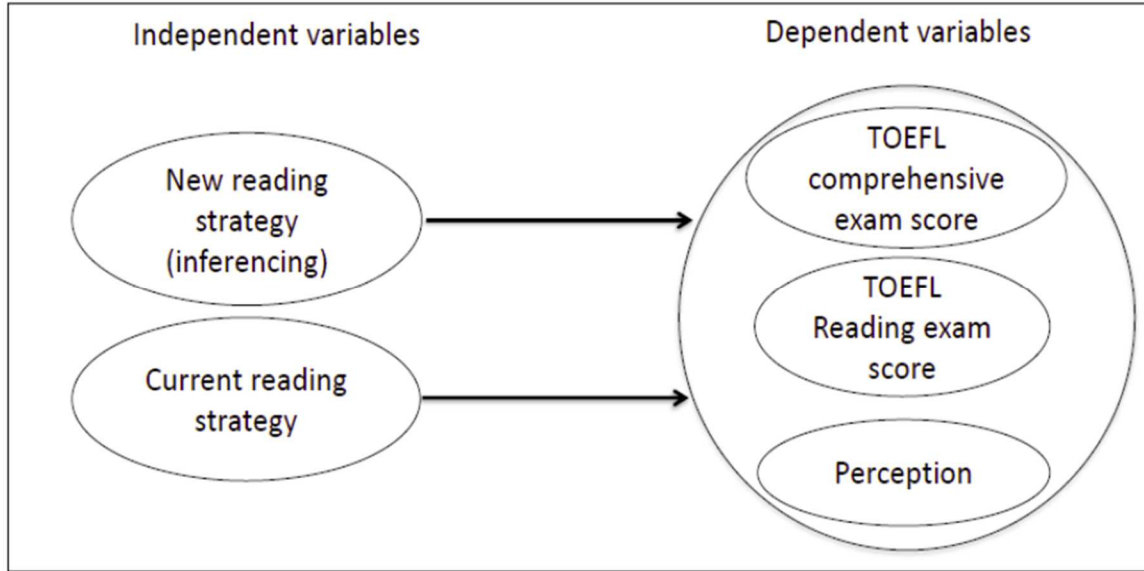 Independent variables
Dependent variables
New reading
strategy
(inferencing)
Current reading
strategy
TOEFL
comprehensive
exam score
TOEFL
Reading exam
score
Perception